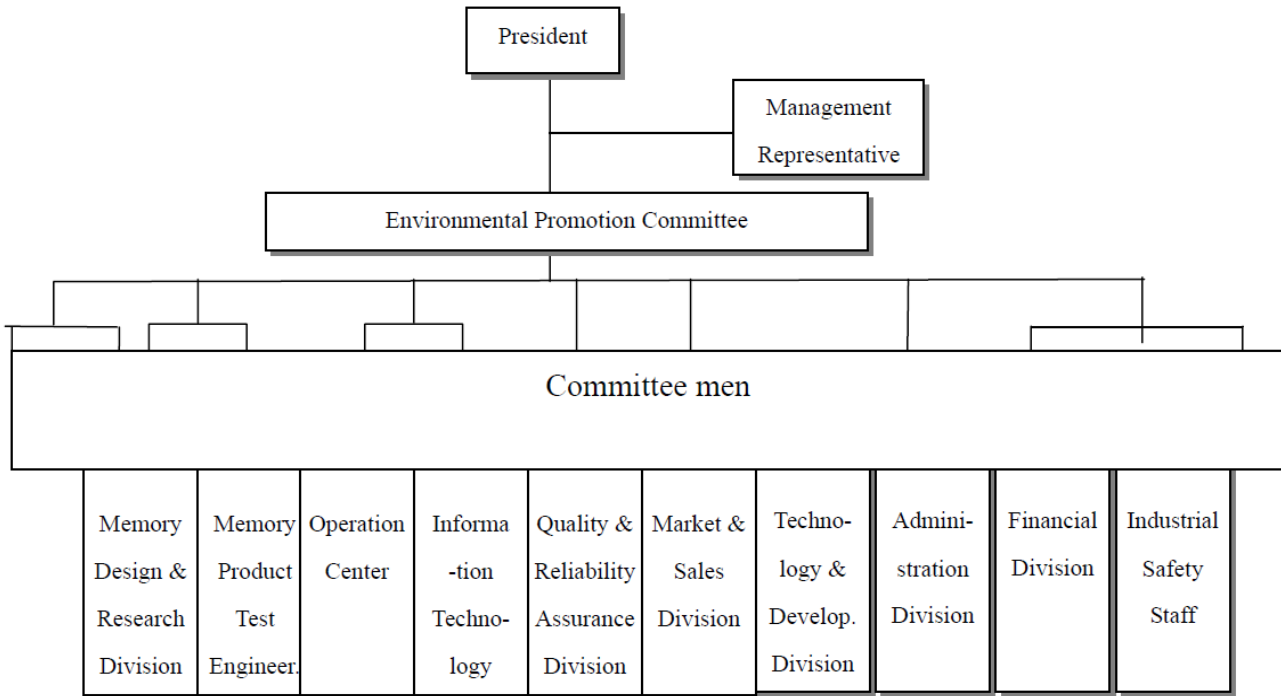 President
Management
Representative
Environmental Promotion Committee
Committee men
Memory
Design &
Research
Division
Memory
Product
Test
Engineer.
Operation
Center
Informa
-tion
Techno-
logy
Quality &
Reliability
Assurance
Division
Market &
Sales
Division
Techno-
logy &
Develop.
Division
Admini-
stration
Division
Financial
Division
Industrial
Safety
Staff